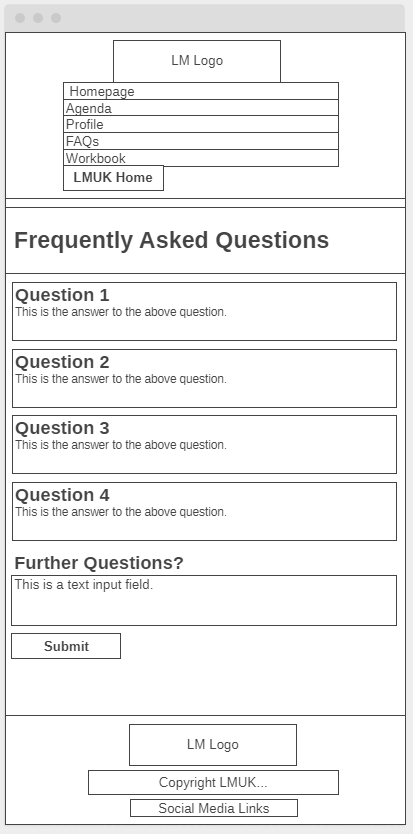 LM Logo
Homepage
Agenda
Profile
FAQs
Workbook
LMUK Home
Frequently Asked Questions
Question 1
This is the answer to the above question.
Question 2
This is the answer to the above question.
Question 3
This is the answer to the above question.
Question 4
This is the answer to the above question.
Further Questions?
This is a text input field.
Submit
LM Logo
Copyright LMUK...
Social Media Links